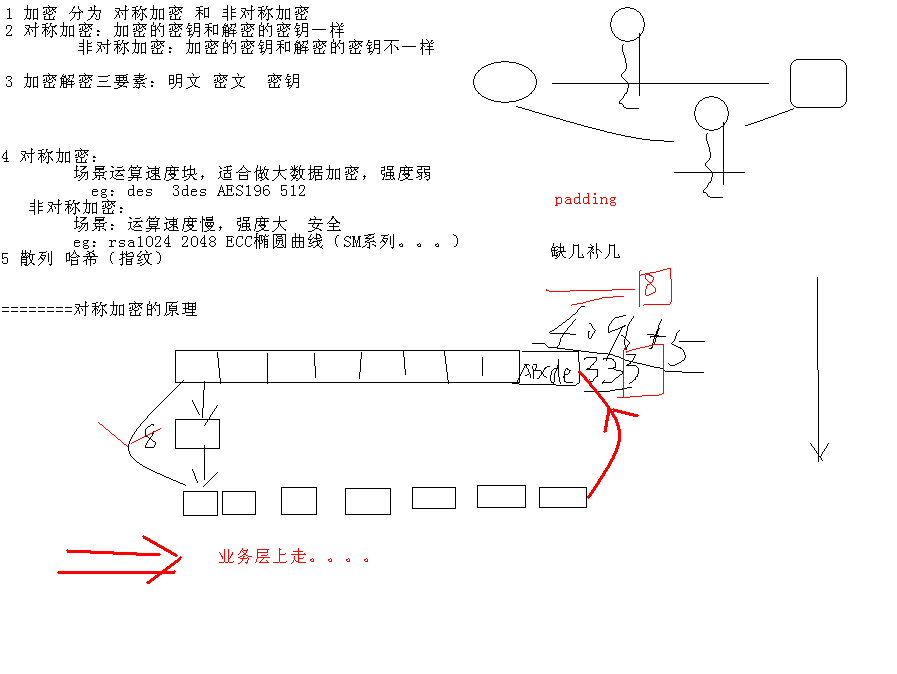 1 加密 分为 对称加密 和 非对称加密
2 对称加密：加密的密钥和解密的密钥一样
非对称加密：加密的密钥和解密的密钥不一样
3 加密解密三要素：明文 密文 密钥
4 对称加密：
场景运算速度块，适合做大数据加密，强度弱
eg：des 3des AES196 512
非对称加密：
场景：运算速度慢，强度大 安全
eg：rsa1024 2048 ECC椭圆曲线（SM系列。。。）
5 散列 哈希（指纹）
padding
缺几补几
8
========对称加密的原理
ABCde 333
8
业务层上走。。。。